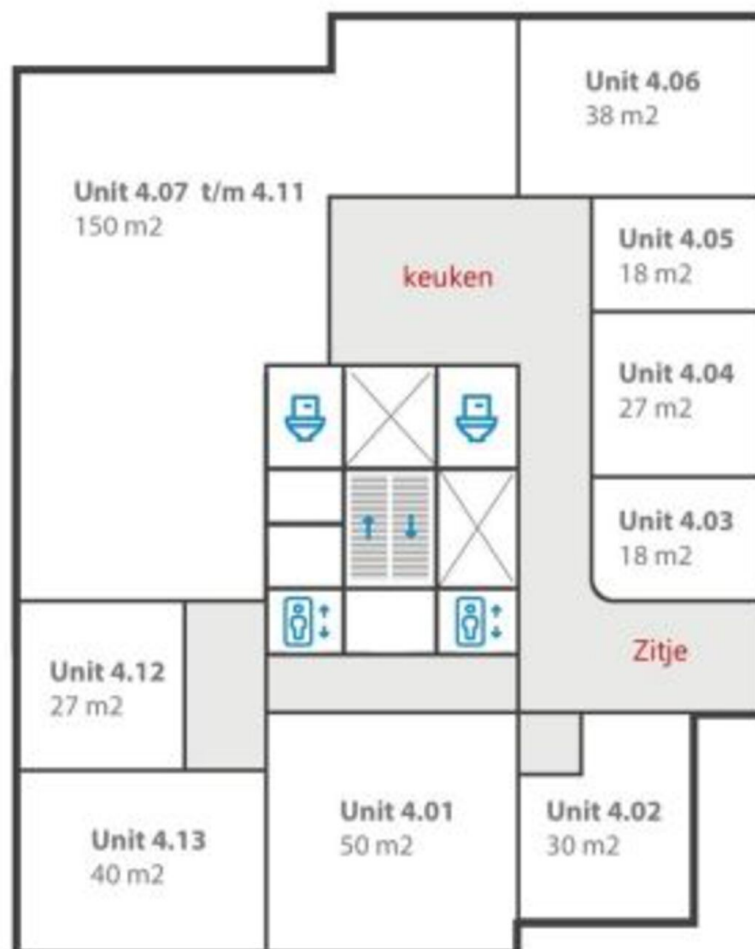 Unit 4.06
38 m2
Unit 4.07 t/m 4.11
150 m2
Unit 4.05
18 m2
keuken
Unit 4.04
27 m2
Unit 4.03
18 m2
Zitje
Unit 4.12
27 m2
Unit 4.01
50 m2
Unit 4.02
30 m2
Unit 4.13
40 m2